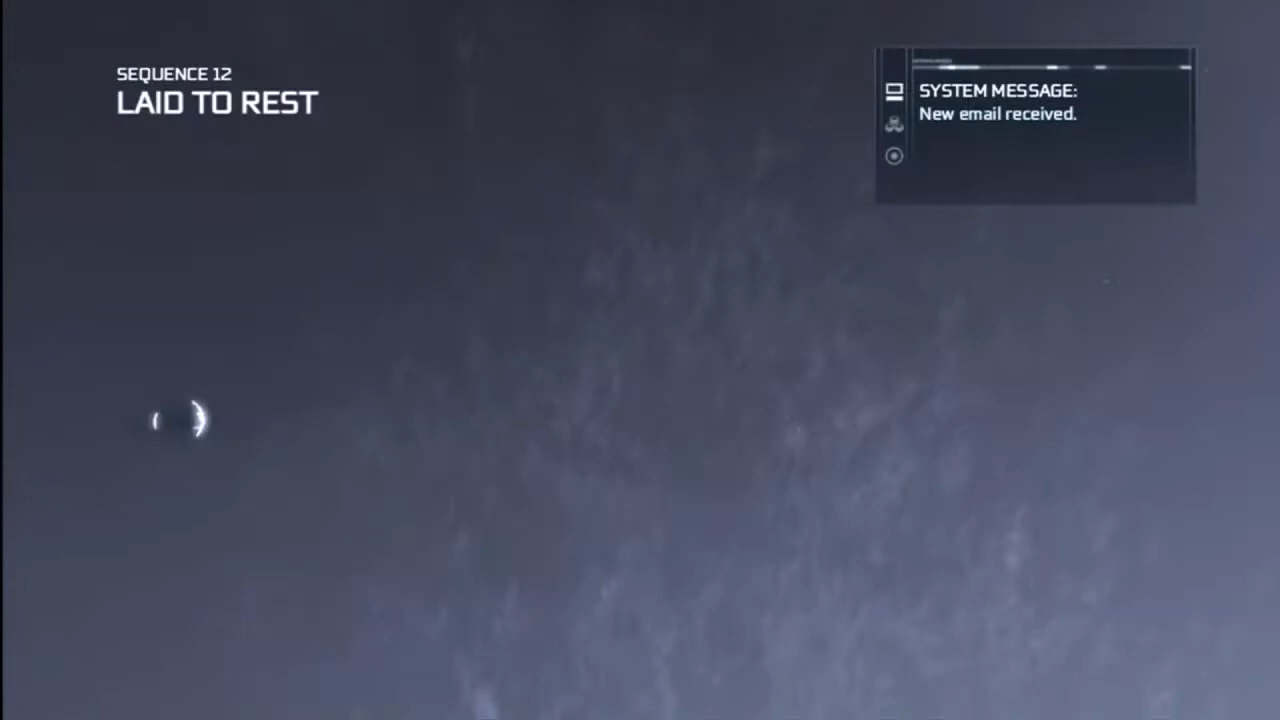 SEQUENCE 12
LAID TO REST
SYSTEM MESSAGE:
New email received.